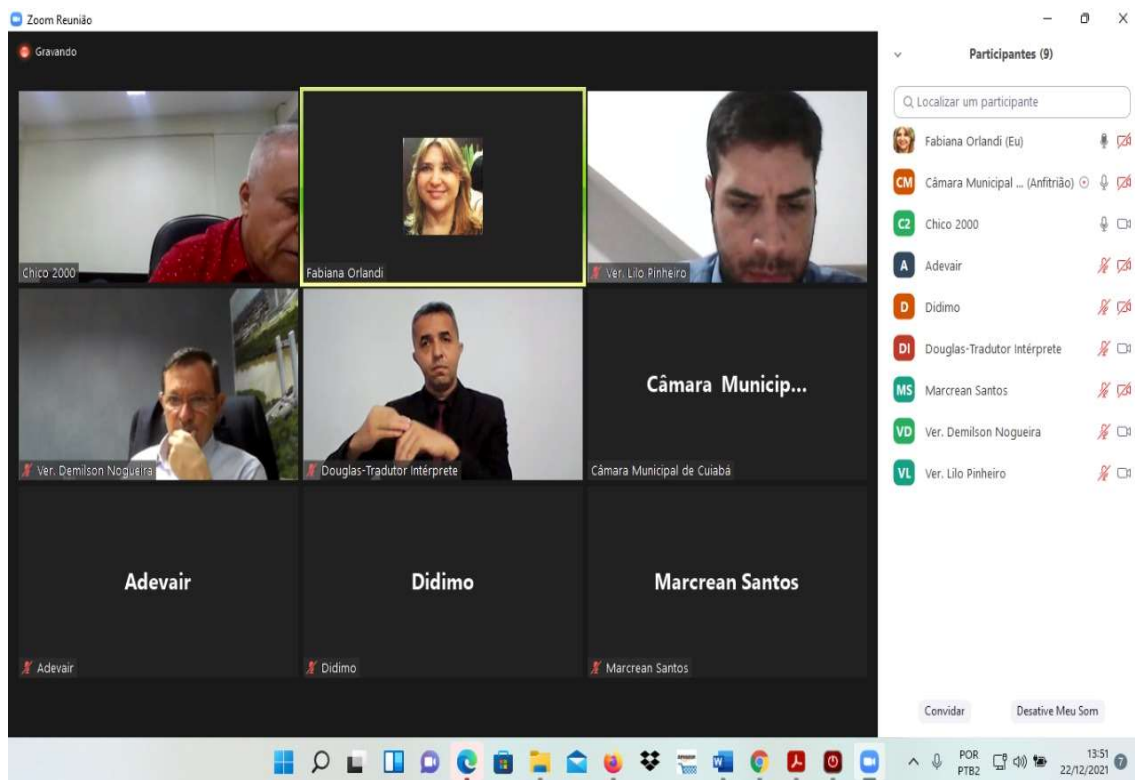 Zoom Reunião
Gravando
Chico 2000
Fabiana Orlandi
Ver. Lilo Pinheiro
Ver. Demilson Nogueira
Douglas-Tradutor Intérprete
Câmara Municip...
Câmara Municipal de Cuiabá
Adevair
Adevair
Didimo
Didimo
Marcrean Santos
Marcrean Santos
Participantes (9)
Localizar um participante
Fabiana Orlandi (Eu)
CM Câmara Municipal ... (Anfitrião)
C2 Chico 2000
A Adevair
D Didimo
DI Douglas-Tradutor Intérprete
MS Marcrean Santos
VD Ver. Demilson Nogueira
VL Ver. Lilo Pinheiro
Convidar Desative Meu Som
POR
PTB2
13:51
22/12/2021
7